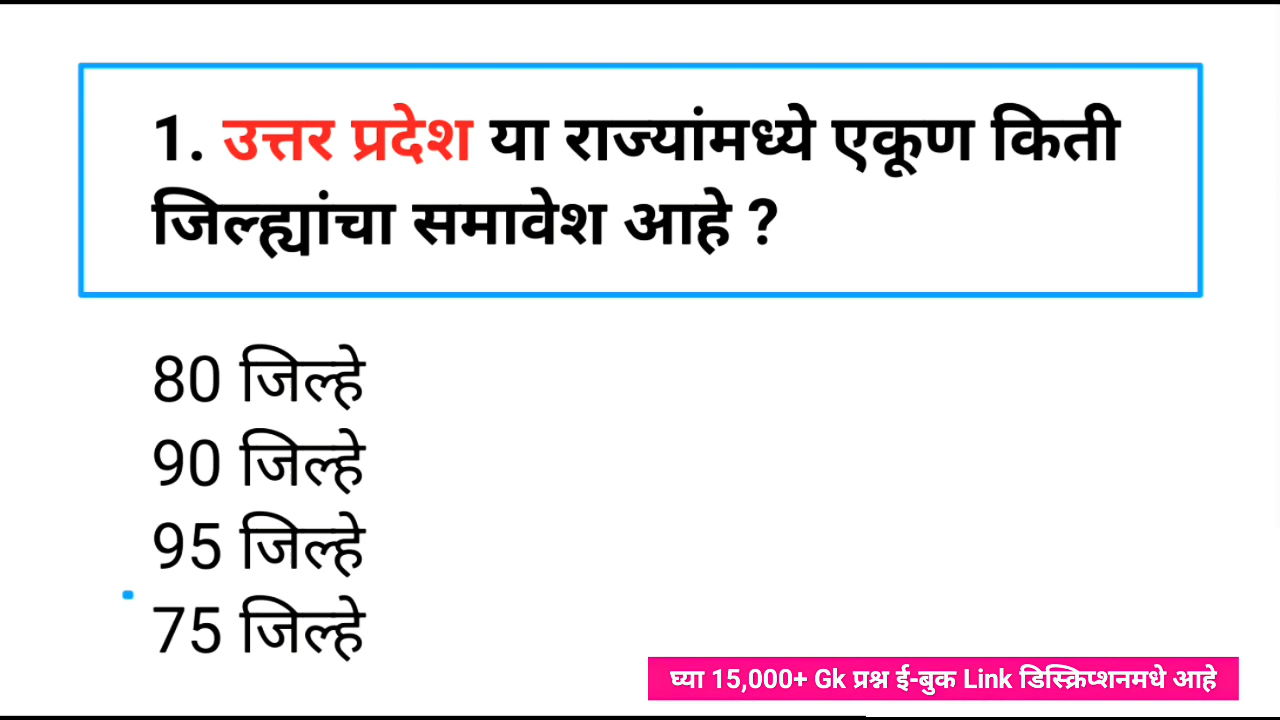 1. उत्तर प्रदेश या राज्यांमध्ये एकूण किती
जिल्ह्यांचा समावेश आहे ?
80 जिल्हे
90 जिल्हे
95 जिल्हे
75 जिल्हे
घ्या 15,000+ Gk प्रश्न ई-बुक Link डिस्क्रिप्शनमधे आहे